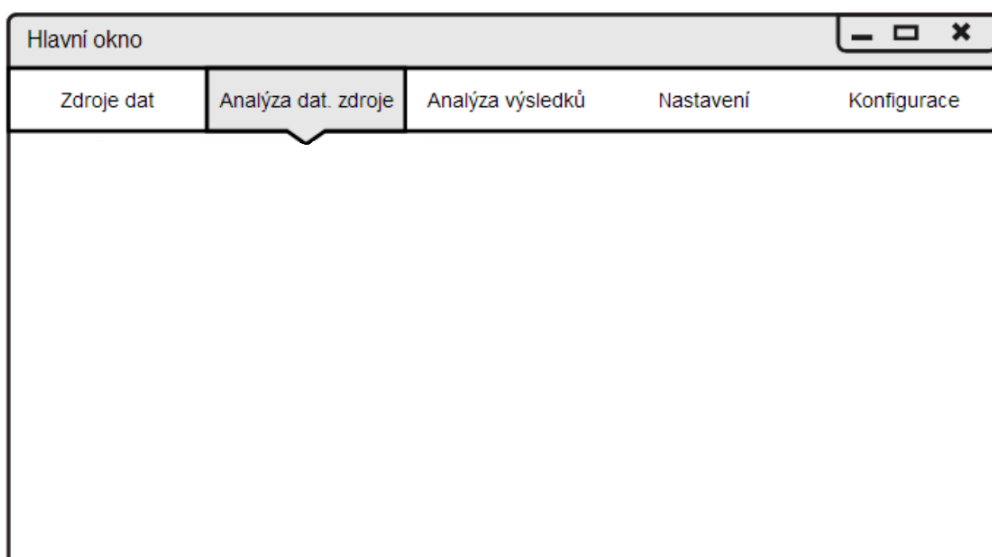 Hlavní okno
Zdroje dat
Analýza dat. zdroje
Analýza výsledků
Nastavení
Konfigurace